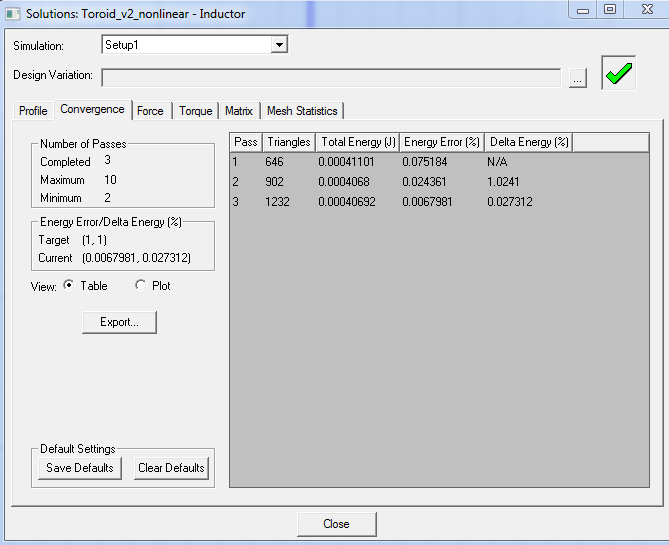 Solutions: Toroid_v2_nonlinear - Inductor
Simulation: Setup1
Design Variation: ...
Profile Convergence Force Torque Matrix Mesh Statistics
Number of Passes
Completed 3
Maximum 10
Minimum 2
Energy Error/Delta Energy (%)
Target (1, 1)
Current (0.0067981, 0.027312)
View: Table Plot
Export...
Default Settings
Save Defaults Clear Defaults
Pass Triangles Total Energy (J) Energy Error (%) Delta Energy (%)
1 646 0.00041101 0.075184 N/A
2 902 0.0004068 0.024361 1.0241
3 1232 0.00040692 0.0067981 0.027312
Close